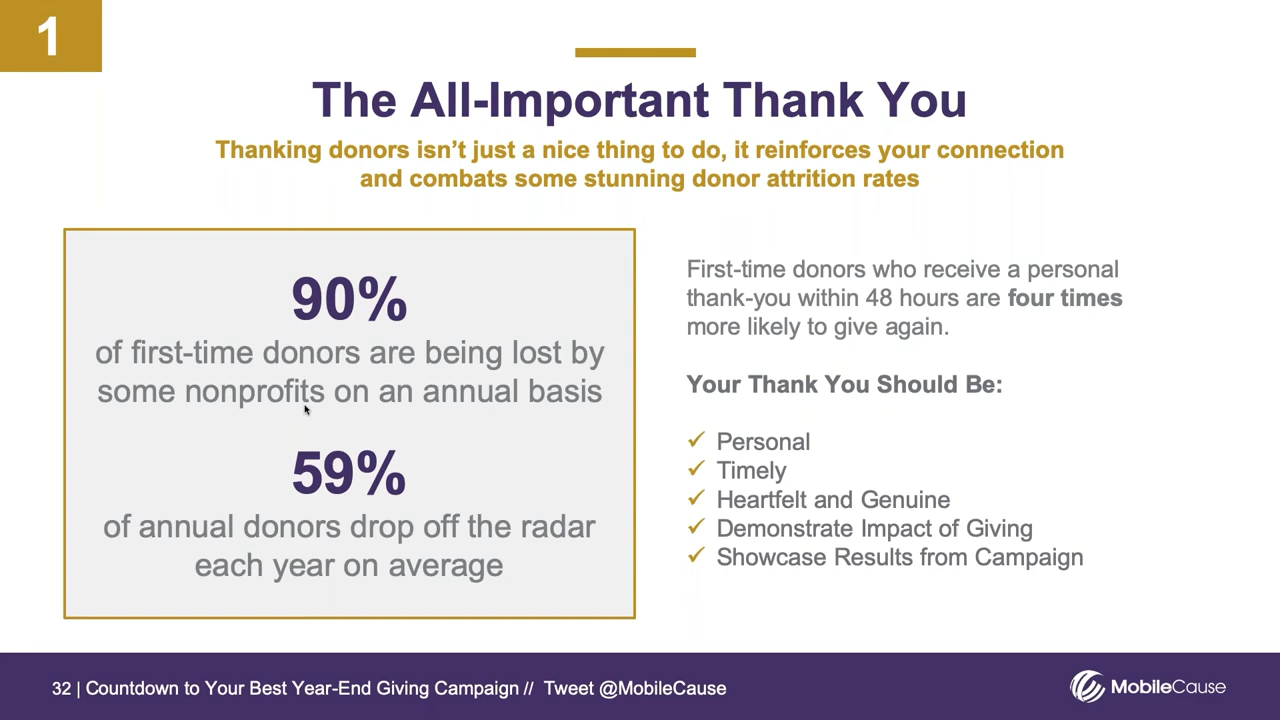 1
The All-Important Thank You
Thanking donors isn’t just a nice thing to do, it reinforces your connection
and combats some stunning donor attrition rates
90%
of first-time donors are being lost by
some nonprofits on an annual basis
59%
of annual donors drop off the radar
each year on average
First-time donors who receive a personal
thank-you within 48 hours are four times
more likely to give again.
Your Thank You Should Be:
✓ Personal
✓ Timely
✓ Heartfelt and Genuine
✓ Demonstrate Impact of Giving
✓ Showcase Results from Campaign
32 | Countdown to Your Best Year-End Giving Campaign // Tweet @MobileCause
MobileCause